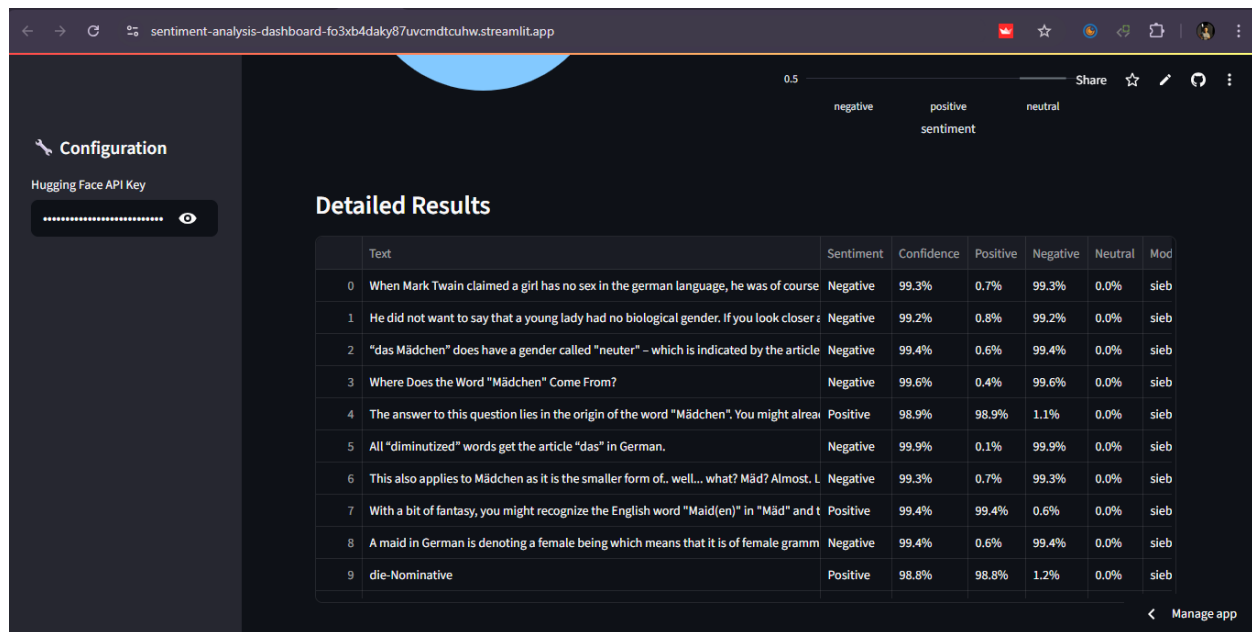 sentiment-analysis-dashboard-fo3xb4daky87uvcmdtcuhw.streamlit.app
Share
0.5
negative positive neutral
sentiment
Configuration
Hugging Face API Key
Detailed Results
Text Sentiment Confidence Positive Negative Neutral Mod
0 When Mark Twain claimed a girl has no sex in the german language, he was of course Negative 99.3% 0.7% 99.3% 0.0% sieb
1 He did not want to say that a young lady had no biological gender. If you look closer a Negative 99.2% 0.8% 99.2% 0.0% sieb
2 “das Mädchen” does have a gender called "neuter" – which is indicated by the article Negative 99.4% 0.6% 99.4% 0.0% sieb
3 Where Does the Word "Mädchen" Come From? Negative 99.6% 0.4% 99.6% 0.0% sieb
4 The answer to this question lies in the origin of the word "Mädchen". You might alrea Positive 98.9% 98.9% 1.1% 0.0% sieb
5 All “diminutized” words get the article “das” in German. Negative 99.9% 0.1% 99.9% 0.0% sieb
6 This also applies to Mädchen as it is the smaller form of.. well... what? Mäd? Almost. L Negative 99.3% 0.7% 99.3% 0.0% sieb
7 With a bit of fantasy, you might recognize the English word "Maid(en)" in "Mäd" and t Positive 99.4% 99.4% 0.6% 0.0% sieb
8 A maid in German is denoting a female being which means that it is of female gramm Negative 99.4% 0.6% 99.4% 0.0% sieb
9 die-Nominative Positive 98.8% 98.8% 1.2% 0.0% sieb
Manage app